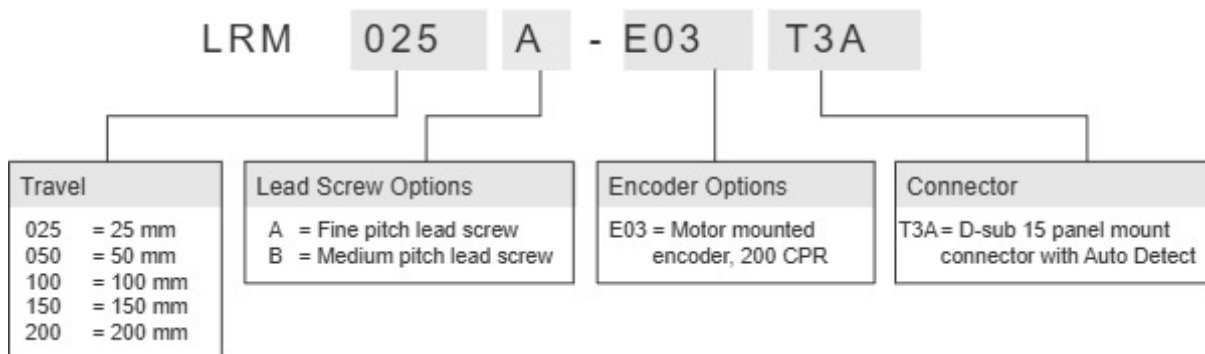 LRM 025 A - E03 T3A
Travel
025 = 25 mm
050 = 50 mm
100 = 100 mm
150 = 150 mm
200 = 200 mm
Lead Screw Options
A = Fine pitch lead screw
B = Medium pitch lead screw
Encoder Options
E03 = Motor mounted
encoder, 200 CPR
Connector
T3A= D-sub 15 panel mount
connector with Auto Detect